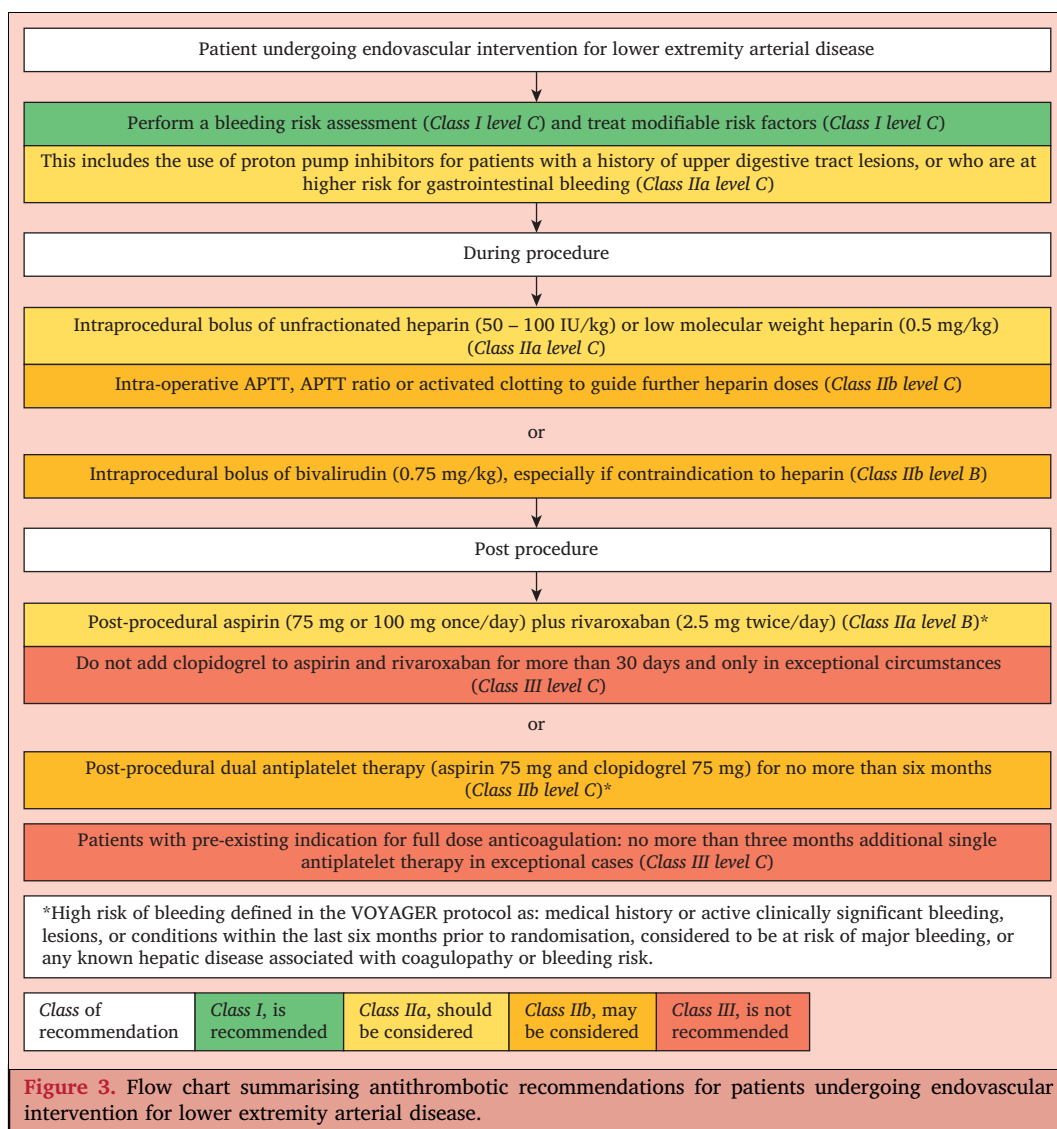 Patient undergoing endovascular intervention for lower extremity arterial disease
Perform a bleeding risk assessment (Class I level C) and treat modifiable risk factors (Class I level C)
This includes the use of proton pump inhibitors for patients with a history of upper digestive tract lesions, or who are at
higher risk for gastrointestinal bleeding (Class IIa level C)
During procedure
Intraprocedural bolus of unfractionated heparin (50 – 100 IU/kg) or low molecular weight heparin (0.5 mg/kg)
(Class IIa level C)
Intra-operative APTT, APTT ratio or activated clotting to guide further heparin doses (Class IIb level C)
or
Intraprocedural bolus of bivalirudin (0.75 mg/kg), especially if contraindication to heparin (Class IIb level B)
Post procedure
Post-procedural aspirin (75 mg or 100 mg once/day) plus rivaroxaban (2.5 mg twice/day) (Class IIa level B)*
Do not add clopidogrel to aspirin and rivaroxaban for more than 30 days and only in exceptional circumstances
(Class III level C)
or
Post-procedural dual antiplatelet therapy (aspirin 75 mg and clopidogrel 75 mg) for no more than six months
(Class IIb level C)*
Patients with pre-existing indication for full dose anticoagulation: no more than three months additional single
antiplatelet therapy in exceptional cases (Class III level C)
*High risk of bleeding defined in the VOYAGER protocol as: medical history or active clinically significant bleeding,
lesions, or conditions within the last six months prior to randomisation, considered to be at risk of major bleeding, or
any known hepatic disease associated with coagulopathy or bleeding risk.
Class of
recommendation
Class I, is
recommended
Class IIa, should
be considered
Class IIb, may
be considered
Class III, is not
recommended
Figure 3. Flow chart summarising antithrombotic recommendations for patients undergoing endovascular
intervention for lower extremity arterial disease.